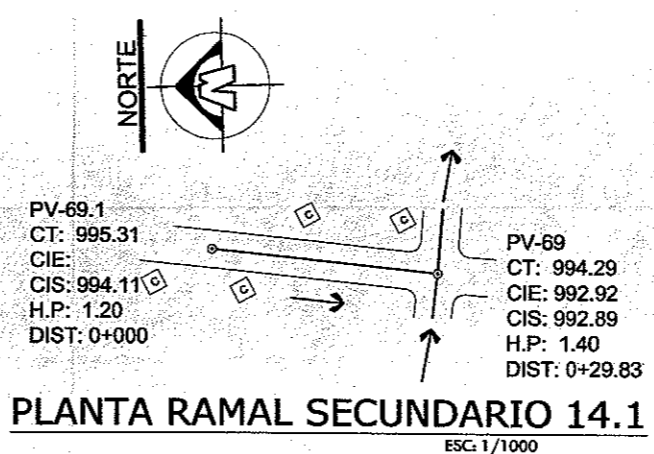 NORTE
PV-69.1
CT: 995.31
CIE:
CIS: 994.11
H.P: 1.20
DIST: 0+000
C
C
C
C
PV-69
CT: 994.29
CIE: 992.92
CIS: 992.89
H.P: 1.40
DIST: 0+29.83
PLANTA RAMAL SECUNDARIO 14.1
ESC: 1/1000